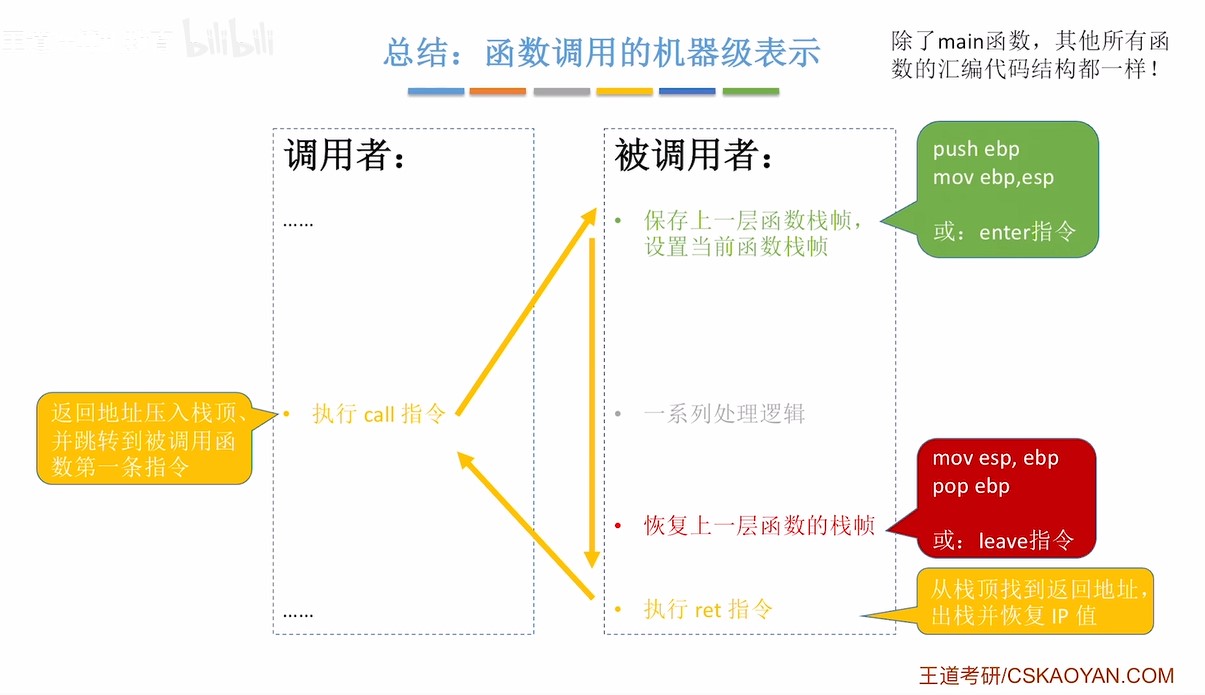 bilibili
总结：函数调用的机器级表示
除了main函数，其他所有函
数的汇编代码结构都一样！
调用者：
……
返回地址压入栈顶、
并跳转到被调用函
数第一条指令
• 执行 call 指令
……
被调用者：
• 保存上一层函数栈帧，
设置当前函数栈帧
push ebp
mov ebp,esp
或：enter指令
• 一系列处理逻辑
• 恢复上一层函数的栈帧
mov esp, ebp
pop ebp
或：leave指令
• 执行 ret 指令
从栈顶找到返回地址，
出栈并恢复 IP 值
王道考研/CSKAOYAN.COM